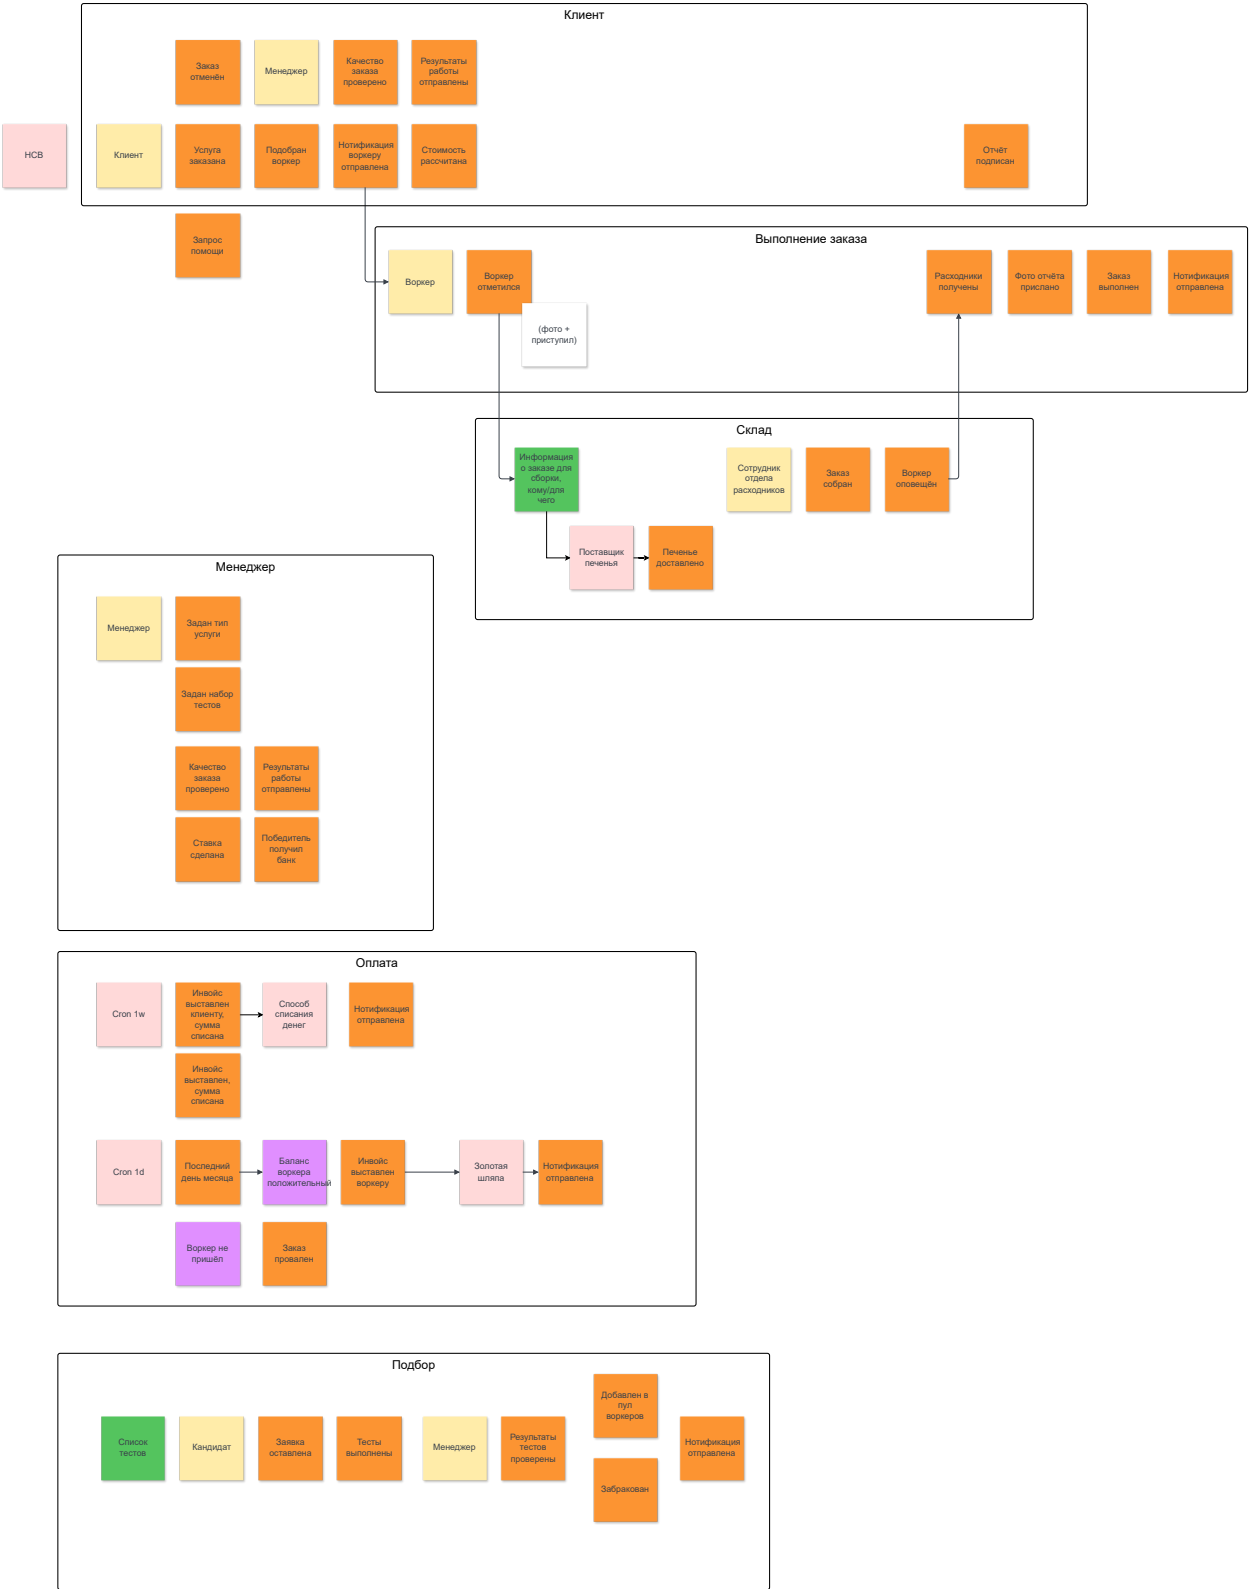 Клиент
Заказ
отменён
Менеджер
Качество
заказа
проверено
Результаты
работы
отправлены
НСВ
Клиент
Услуга
заказана
Подобран
воркер
Нотификация
воркеру
отправлена
Стоимость
рассчитана
Отчёт
подписан
Запрос
помощи
Выполнение заказа
Воркер
Воркер
отметился
(фото +
приступил)
Расходники
получены
Фото отчёта
прислано
Заказ
выполнен
Нотификация
отправлена
Склад
Информация
о заказе для
сборки,
кому/для
чего
Сотрудник
отдела
расходников
Заказ
собран
Воркер
оповещён
Поставщик
печенья
Печенье
доставлено
Менеджер
Менеджер
Задан тип
услуги
Задан набор
тестов
Качество
заказа
проверено
Результаты
работы
отправлены
Ставка
сделана
Победитель
получил
банк
Оплата
Cron 1w
Инвойс
выставлен
клиенту,
сумма
списана
Способ
списания
денег
Нотификация
отправлена
Инвойс
выставлен,
сумма
списана
Cron 1d
Последний
день месяца
Баланс
воркера
положительный
Инвойс
выставлен
воркеру
Золотая
шляпа
Нотификация
отправлена
Воркер не
пришёл
Заказ
провален
Подбор
Список
тестов
Кандидат
Заявка
оставлена
Тесты
выполнены
Менеджер
Результаты
тестов
проверены
Добавлен в
пул
воркеров
Забракован
Нотификация
отправлена